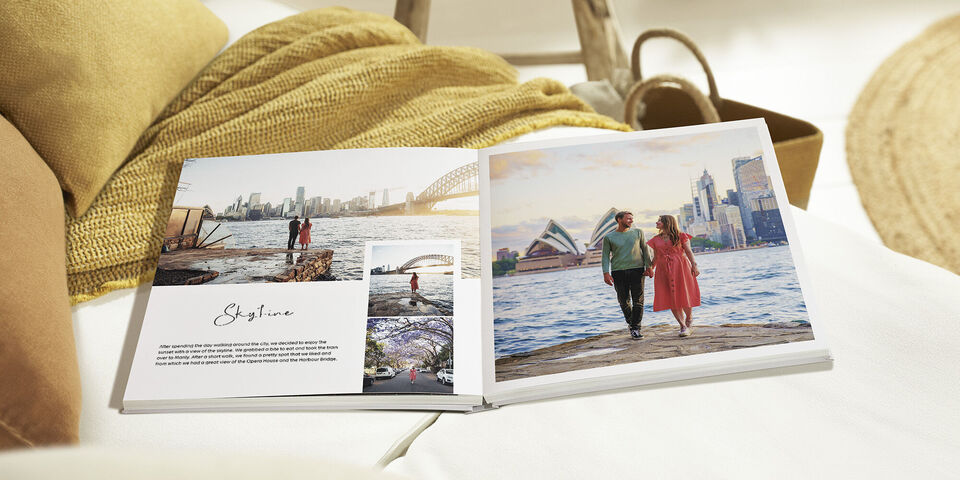 Skyline
After spending the day walking around the city, we decided to enjoy the
sunset with a view of the skyline. We grabbed a bite to eat and took the train
over to Manly. After a short walk, we found a pretty spot that we liked and
from which we had a great view of the Opera House and the Harbour Bridge.